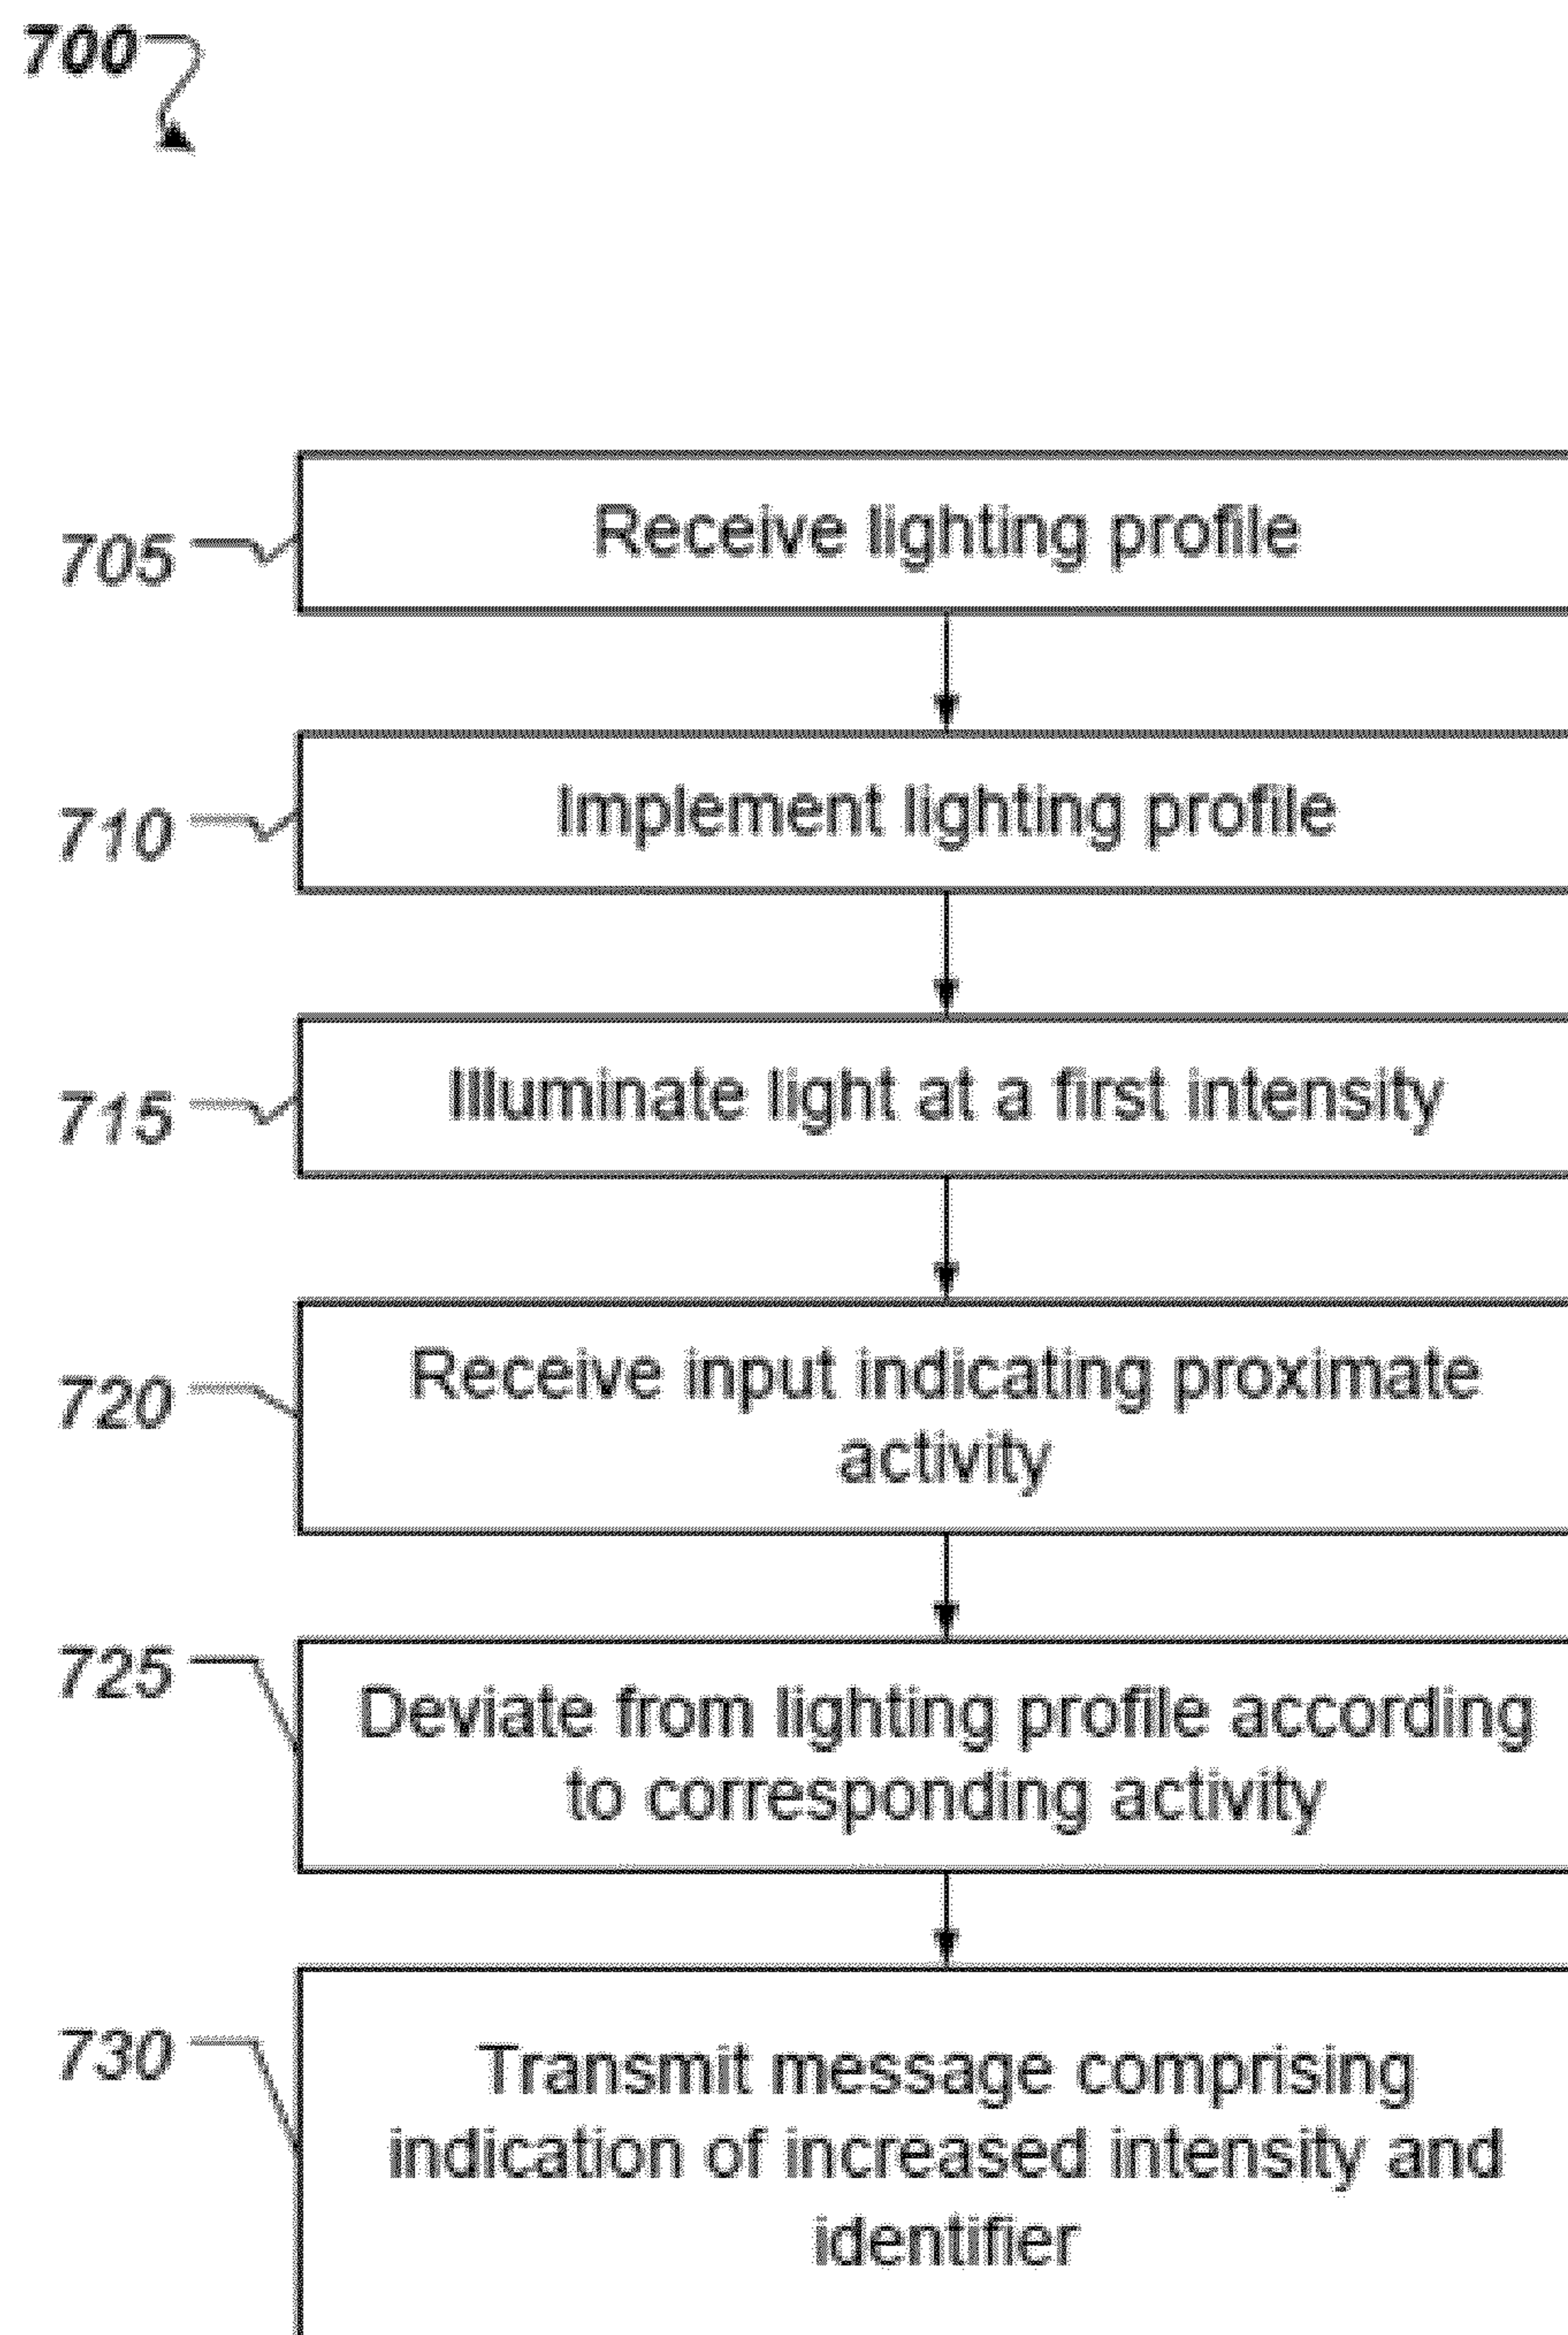 700
705
Receive lighting profile
710
Implement lighting profile
715
Illuminate light at a first intensity
720
Receive input indicating proximate
activity
725
Deviate from lighting profile according
to corresponding activity
730
Transmit message comprising
indication of increased intensity and
identifier